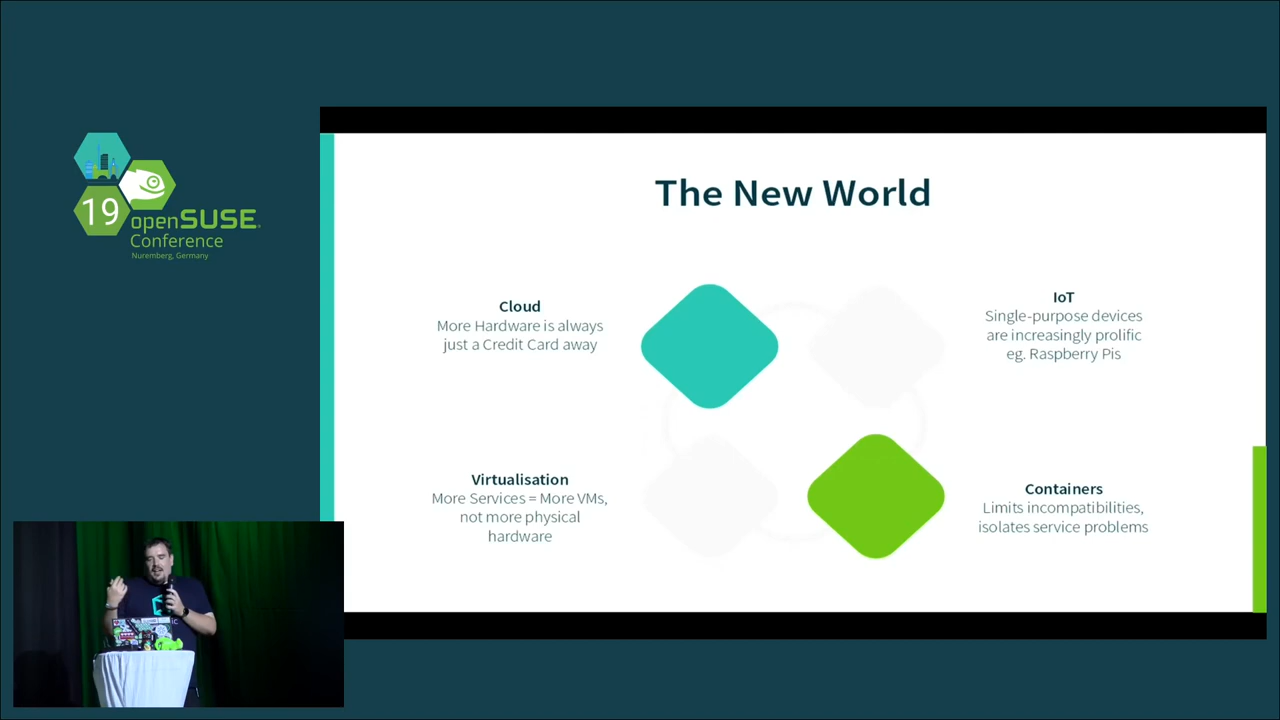 19
openSUSE
Conference
Nuremberg, Germany
The New World
Cloud
More Hardware is always
just a Credit Card away
IoT
Single-purpose devices
are increasingly prolific
eg. Raspberry Pis
Virtualisation
More Services = More VMs,
not more physical
hardware
Containers
Limits incompatibilities,
isolates service problems